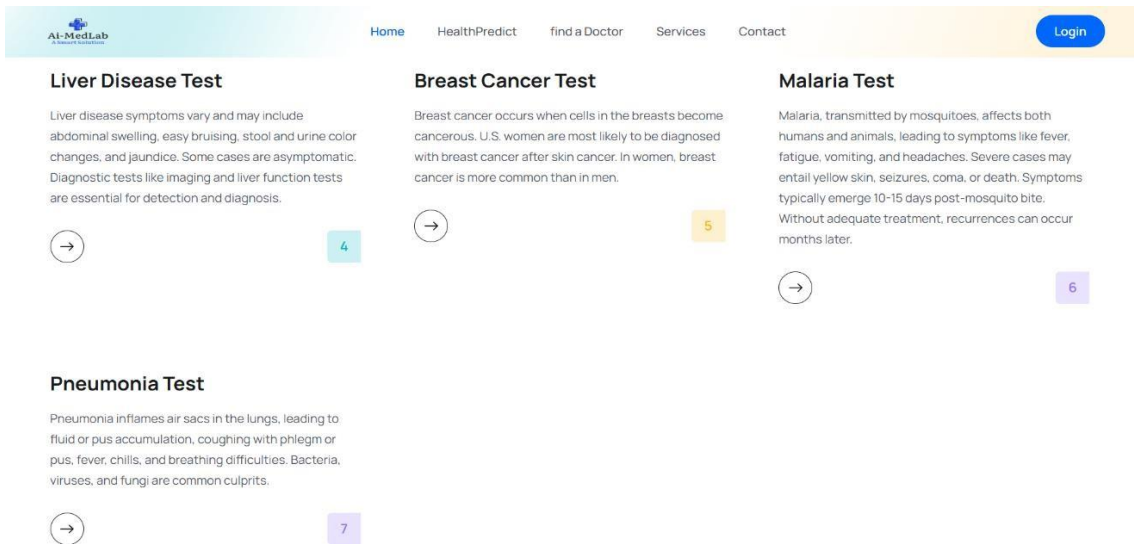 Ai-MedLab
A Smart Solution
Home HealthPredict find a Doctor Services Contact Login
Liver Disease Test
Liver disease symptoms vary and may include
abdominal swelling, easy bruising, stool and urine color
changes, and jaundice. Some cases are asymptomatic.
Diagnostic tests like imaging and liver function tests
are essential for detection and diagnosis.
4
Breast Cancer Test
Breast cancer occurs when cells in the breasts become
cancerous. U.S. women are most likely to be diagnosed
with breast cancer after skin cancer. In women, breast
cancer is more common than in men.
5
Malaria Test
Malaria, transmitted by mosquitoes, affects both
humans and animals, leading to symptoms like fever,
fatigue, vomiting, and headaches. Severe cases may
entail yellow skin, seizures, coma, or death. Symptoms
typically emerge 10-15 days post-mosquito bite.
Without adequate treatment, recurrences can occur
months later.
6
Pneumonia Test
Pneumonia inflames air sacs in the lungs, leading to
fluid or pus accumulation, coughing with phlegm or
pus, fever, chills, and breathing difficulties. Bacteria,
viruses, and fungi are common culprits.
7